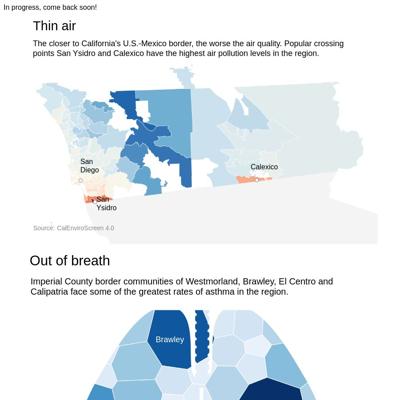 In progress, come back soon!
Thin air
The closer to California's U.S.-Mexico border, the worse the air quality. Popular crossing
points San Ysidro and Calexico have the highest air pollution levels in the region.
San
Diego
Calexico
San
Ysidro
Source: CalEnviroScreen 4.0
Out of breath
Imperial County border communities of Westmorland, Brawley, El Centro and
Calipatria face some of the greatest rates of asthma in the region.
Brawley